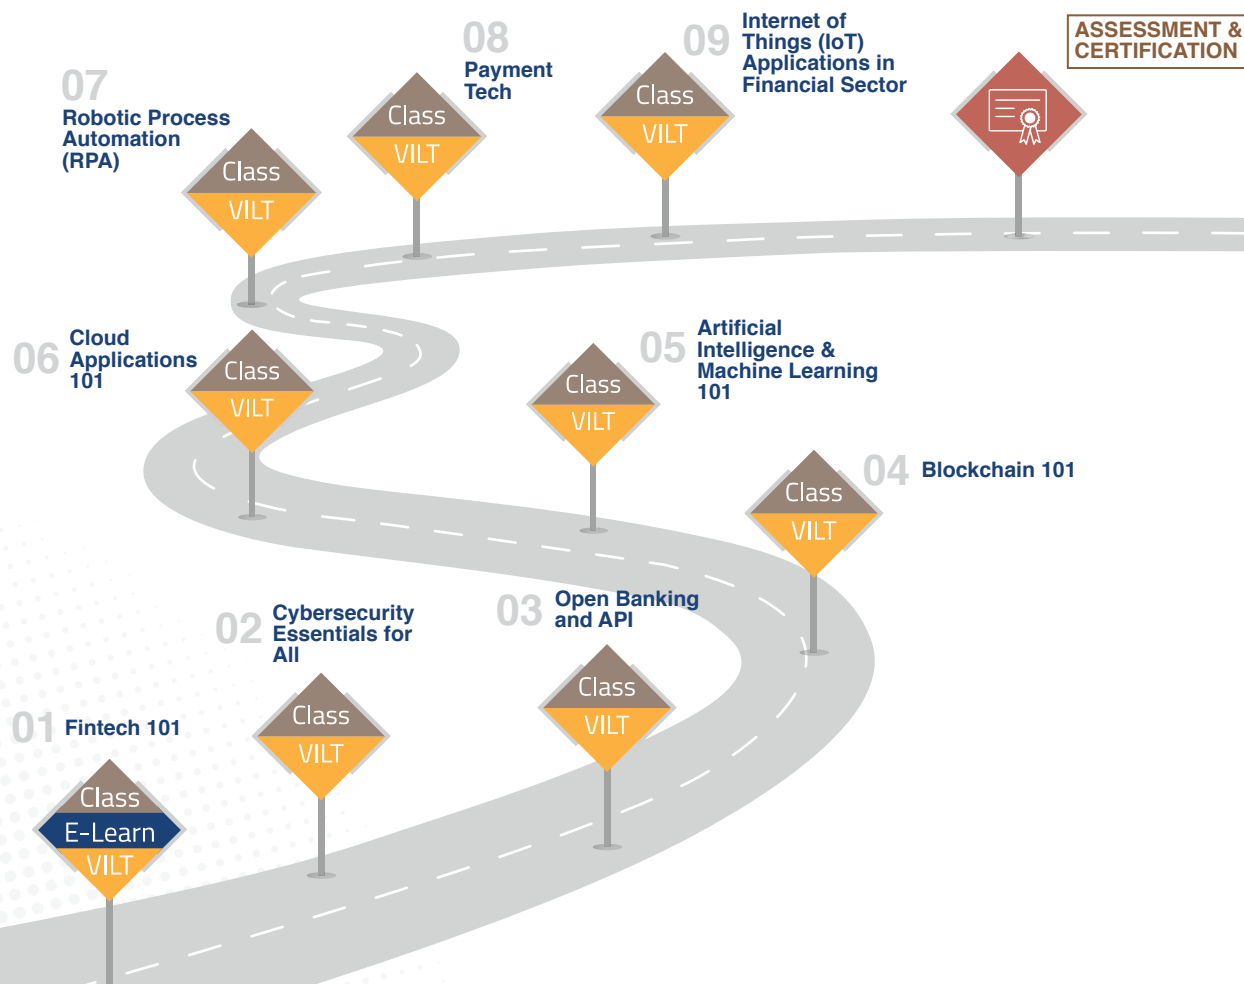 01
Fintech 101
Class
E-Learn
VILT
02
Cybersecurity
Essentials for
All
Class
VILT
03
Open Banking
and API
Class
VILT
04
Blockchain 101
Class
VILT
05
Artificial
Intelligence &
Machine Learning
101
Class
VILT
06
Cloud
Applications
101
Class
VILT
07
Robotic Process
Automation
(RPA)
Class
VILT
08
Payment
Tech
Class
VILT
09
Internet of
Things (IoT)
Applications in
Financial Sector
Class
VILT
ASSESSMENT &
CERTIFICATION